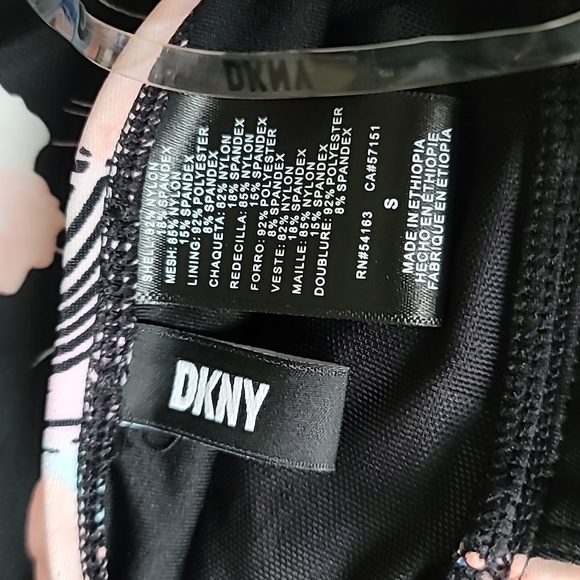 DKNY
SHELL: 82% NYLON
18% SPANDEX
MESH: 85% NYLON
15% SPANDEX
LINING: 92% POLYESTER
8% SPANDEX
CHAQUETA: 82% NYLON
18% SPANDEX
REDECILLA: 85% NYLON
15% SPANDEX
FORRO: 92% POLYESTER
8% SPANDEX
VESTE: 82% NYLON
18% SPANDEX
MAILLE: 85% NYLON
15% SPANDEX
DOUBLURE: 92% POLYESTER
8% SPANDEX
RN#54163 CA#57151
S
MADE IN ETHIOPIA
HECHO EN ETHIOPIE
FABRIQUE EN ETIOPIA
DKNY